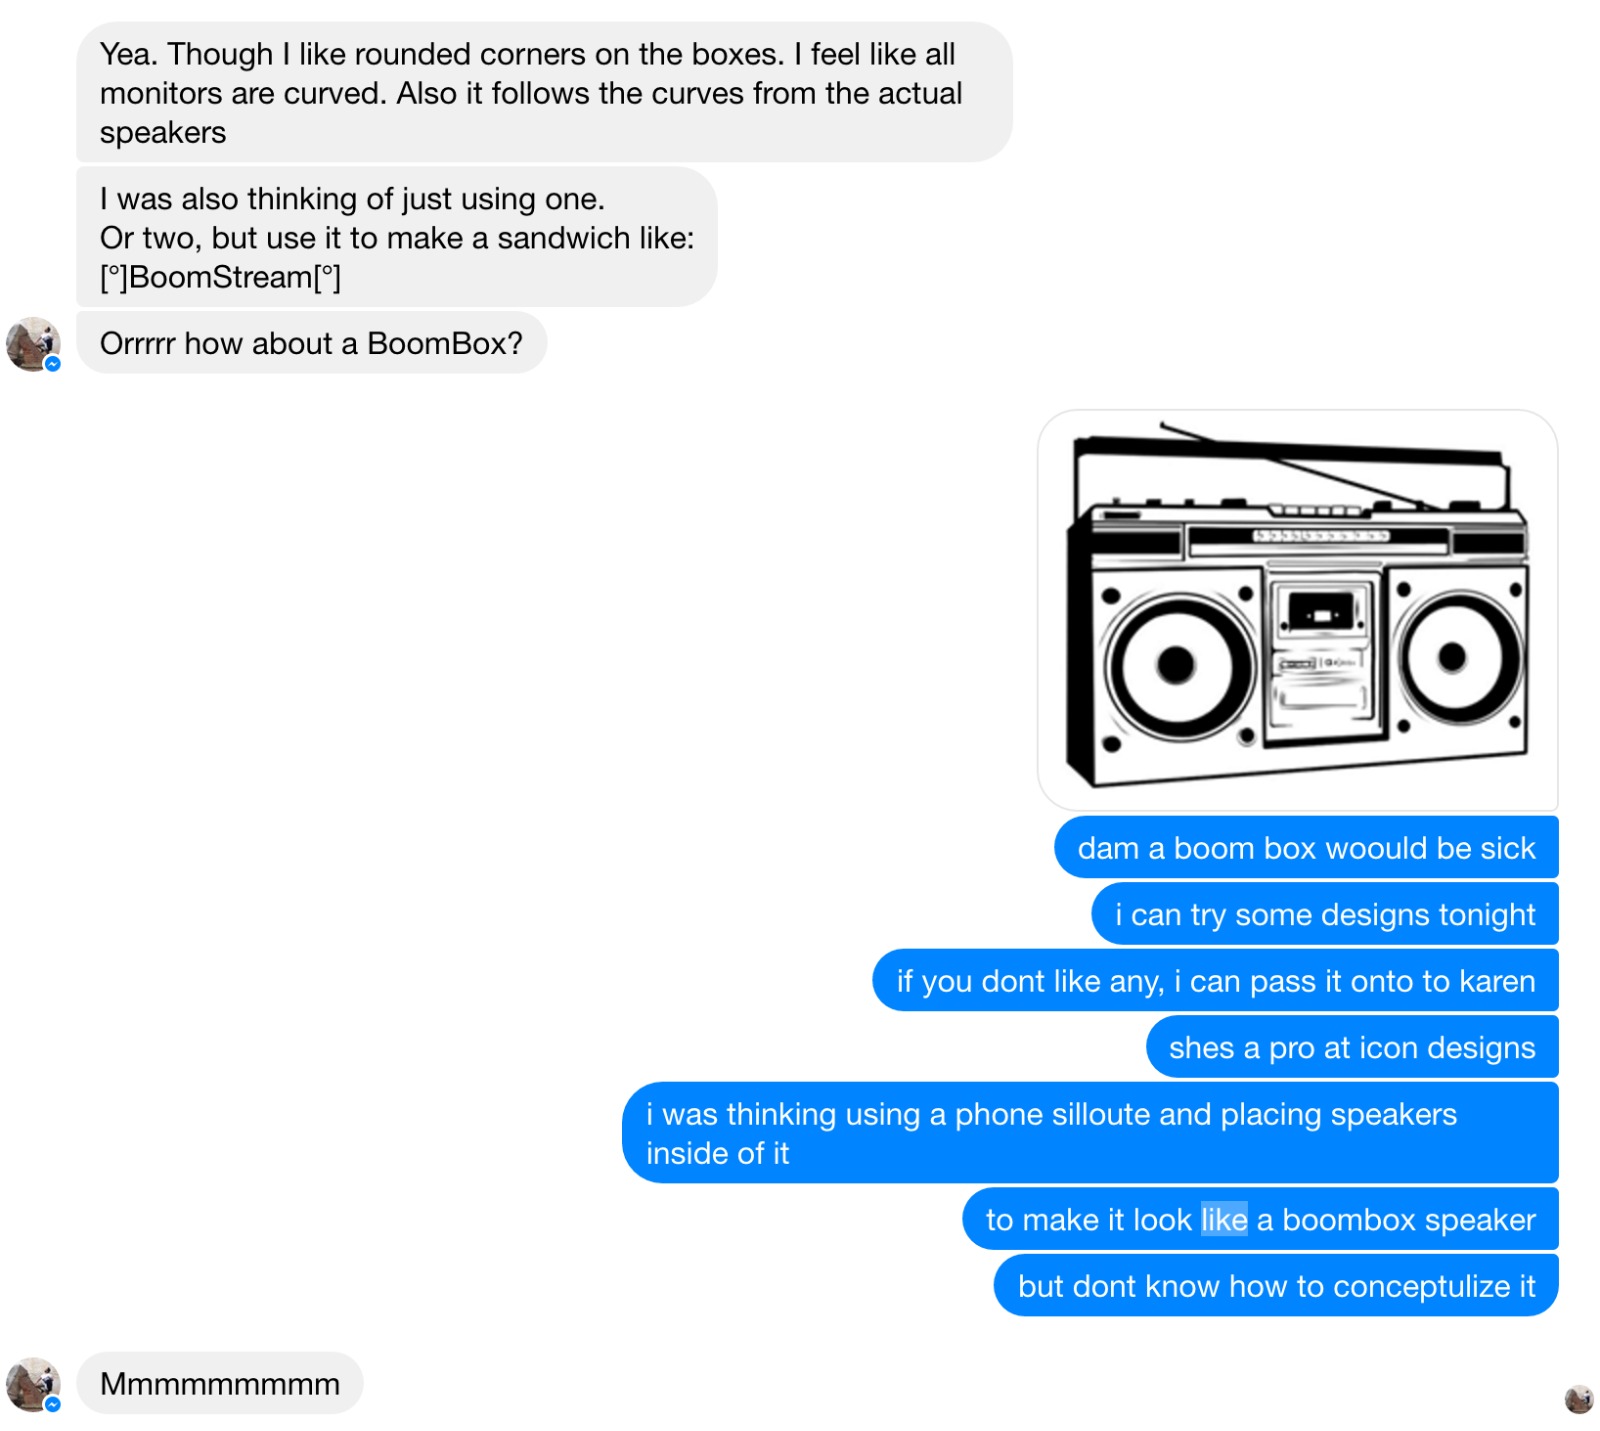 Yea. Though I like rounded corners on the boxes. I feel like all
monitors are curved. Also it follows the curves from the actual
speakers
I was also thinking of just using one.
Or two, but use it to make a sandwich like:
[°]BoomStream[°]
Orrrrr how about a BoomBox?
dam a boom box woould be sick
i can try some designs tonight
if you dont like any, i can pass it onto to karen
shes a pro at icon designs
i was thinking using a phone silloute and placing speakers
inside of it
to make it look like a boombox speaker
but dont know how to conceptulize it
Mmmmmmmmm